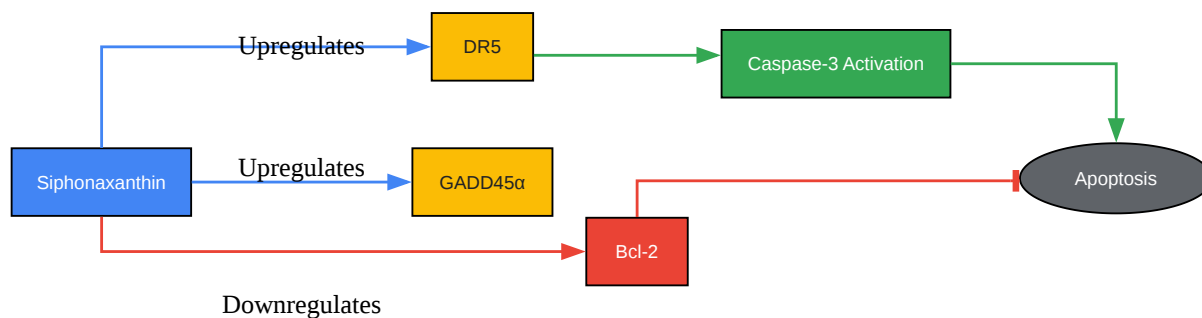 Upregulates
DR5
Caspase-3 Activation
Siphonaxanthin
Upregulates
GADD45α
Apoptosis
Bcl-2
Downregulates